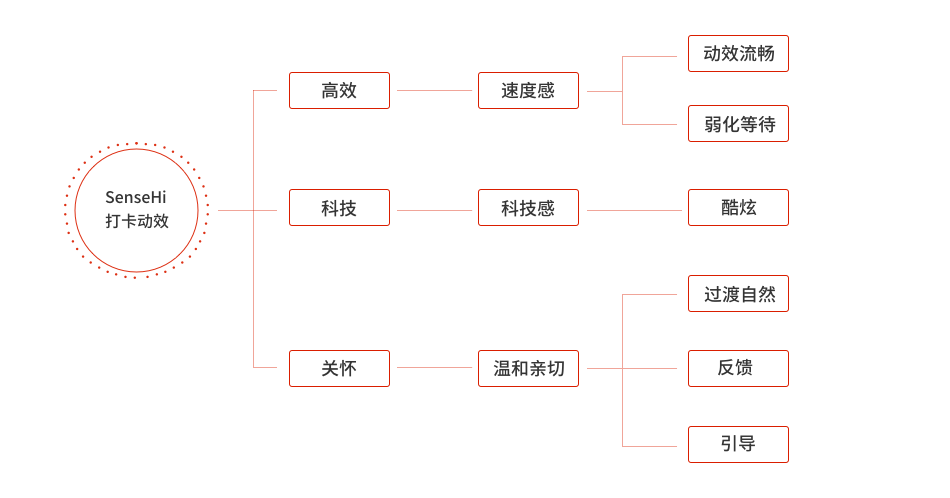 SenseHi
打卡动效
高效
速度感
动效流畅
弱化等待
科技
科技感
酷炫
关怀
温和亲切
过渡自然
反馈
引导